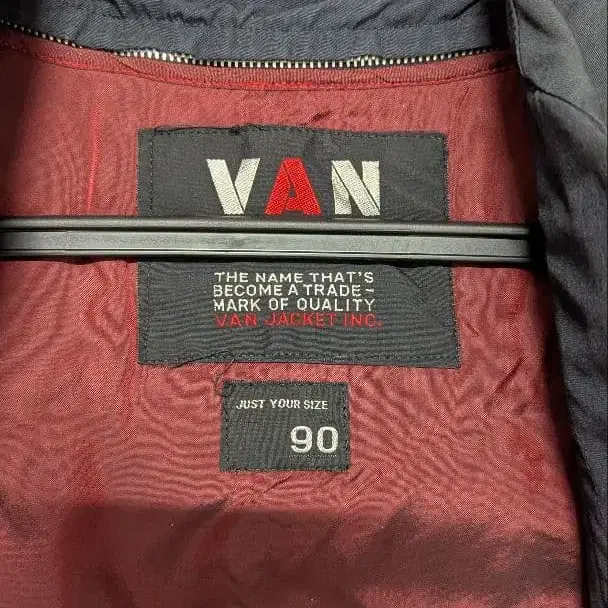 VAN
THE NAME THAT'S
BECOME A TRADE-
MARK OF QUALITY
VAN JACKET INC.
JUST YOUR SIZE
90